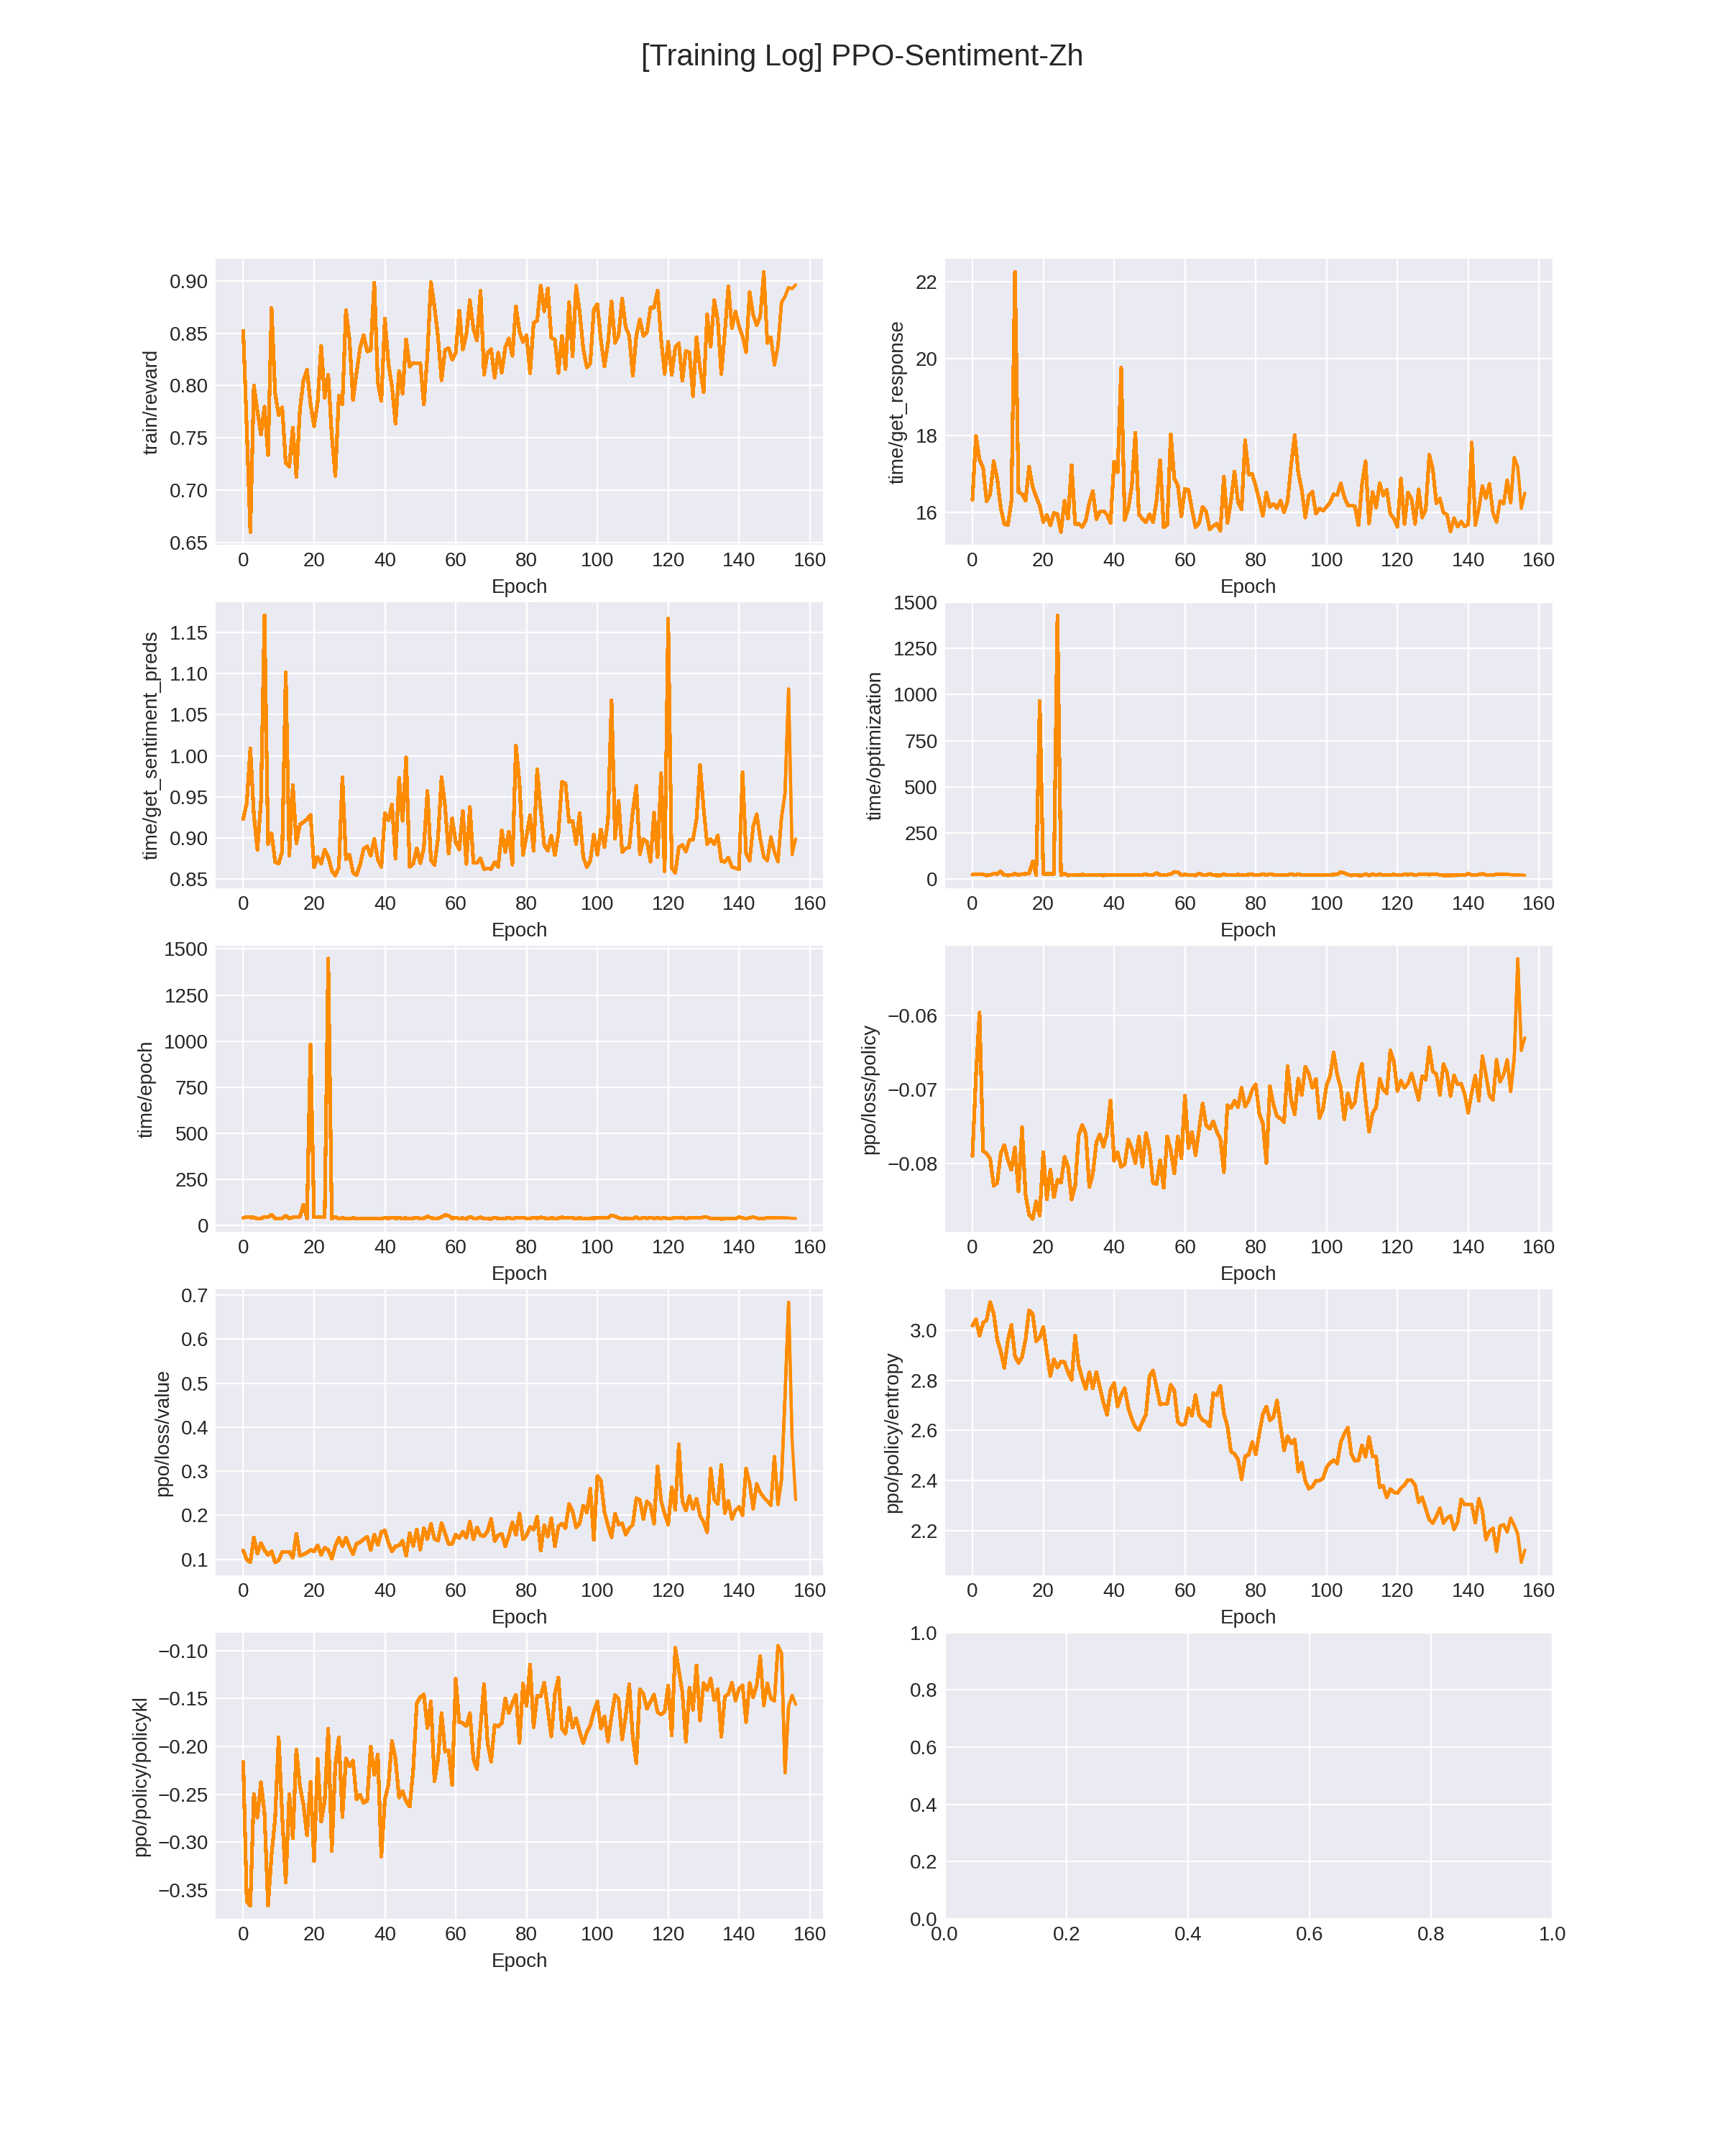 [Training Log] PPO-Sentiment-Zh
train/reward
0.90
0.85
0.80
0.75
0.70
0.65
0 20 40 60 80 100 120 140 160
Epoch
time/get_response
22
20
18
16
0 20 40 60 80 100 120 140 160
Epoch
time/get_sentiment_preds
1.15
1.10
1.05
1.00
0.95
0.90
0.85
0 20 40 60 80 100 120 140 160
Epoch
time/optimization
1500
1250
1000
750
500
250
0
0 20 40 60 80 100 120 140 160
Epoch
time/epoch
1500
1250
1000
750
500
250
0
0 20 40 60 80 100 120 140 160
Epoch
ppo/loss/policy
−0.06
−0.07
−0.08
0 20 40 60 80 100 120 140 160
Epoch
ppo/loss/value
0.7
0.6
0.5
0.4
0.3
0.2
0.1
0 20 40 60 80 100 120 140 160
Epoch
ppo/policy/entropy
3.0
2.8
2.6
2.4
2.2
0 20 40 60 80 100 120 140 160
Epoch
ppo/policy/policykl
−0.10
−0.15
−0.20
−0.25
−0.30
−0.35
0 20 40 60 80 100 120 140 160
Epoch
1.0
0.8
0.6
0.4
0.2
0.0
0.0 0.2 0.4 0.6 0.8 1.0